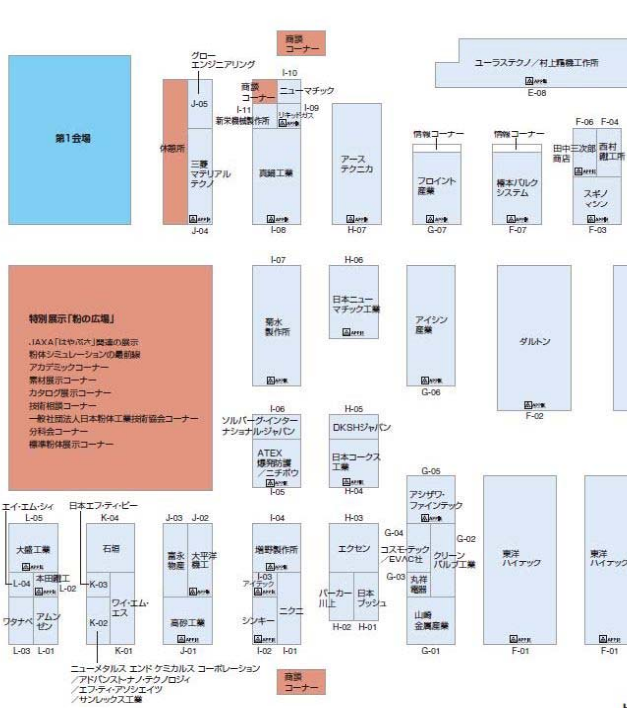 商談
コーナー
第1会場
グロー
エンジニアリング
J-05
休憩所
三菱
マテリアル
テクノ
J-04
I-10
商談
コーナー
ニューマチック
I-11
新栄機械製作所
I-09
リキッドガス
真鍋工業
I-08
アース
テクニカ
H-07
情報コーナー
フロイント
産業
G-07
情報コーナー
椿本バルク
システム
F-07
ユーラステクノ/村上精機工作所
E-08
F-06
F-04
田中三次郎
商店
西村
鐵工所
スギノ
マシン
F-03
特別展示「粉の広場」
JAXA「はやぶさ」関連の展示
粉体シミュレーションの最前線
アカデミックコーナー
素材展示コーナー
カタログ展示コーナー
技術相談コーナー
一般社団法人日本粉体工業技術協会コーナー
分科会コーナー
標準粉体展示コーナー
I-07
菊水
製作所
H-06
日本ニュー
マチック工業
アイシン
産業
G-06
ダルトン
F-02
I-06
ソルバーグ・インター
ナショナル・ジャパン
ATEX
爆発防護
/ニチボウ
I-05
H-05
DKSHジャパン
日本コークス
工業
H-04
G-05
アシザワ・
ファインテック
G-04
コスモ・テック
/EVAC社
G-02
クリーン
バルブ工業
G-03
丸祥
電器
山崎
金属産業
G-01
東洋
ハイテック
F-01
東洋
ハイテック
F-01
エイ・エム・シィ
L-05
大盛工業
L-04
本田鐵工
L-02
ワタナベ
アムン
ゼン
L-03
L-01
日本エフ・ティ・ビー
K-04
石垣
K-03
K-02
ワイ・エム・
エス
K-01
ニューメタルス エンド ケミカルス コーポレーション
/アドバンスト・ナノ・テクノロジィ
/エフ・ティ・アソシエイツ
/サンレックス工業
J-03
J-02
富永
物産
太平洋
機工
高砂工業
J-01
I-04
増野製作所
I-03
アイテック
シンキー
ニクニ
I-02
I-01
H-03
エクセン
パーカー
川上
日本
ブッシュ
H-02
H-01
商談
コーナー